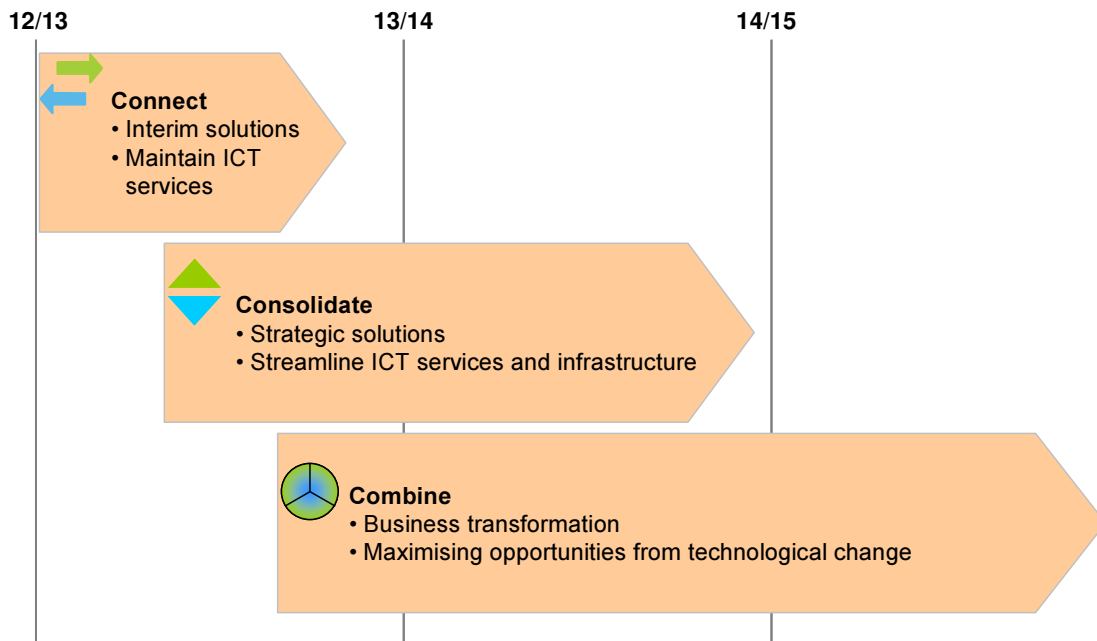 12/13 13/14 14/15
Connect
• Interim solutions
• Maintain ICT
services
Consolidate
• Strategic solutions
• Streamline ICT services and infrastructure
Combine
• Business transformation
• Maximising opportunities from technological change